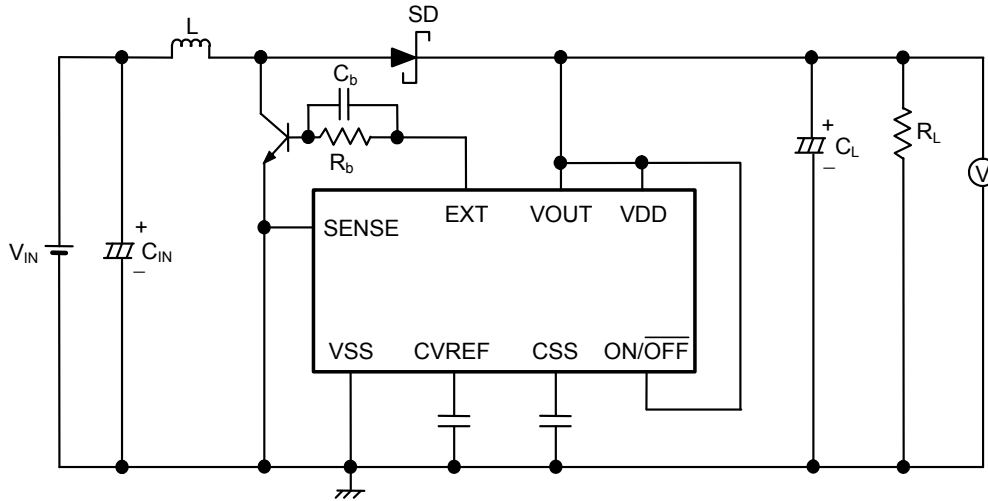 L
SD
C_b
R_b
+
C_L
−
R_L
V
SENSE
EXT
VOUT
VDD
V_IN
+
C_IN
−
VSS
CVREF
CSS
ON/OFF